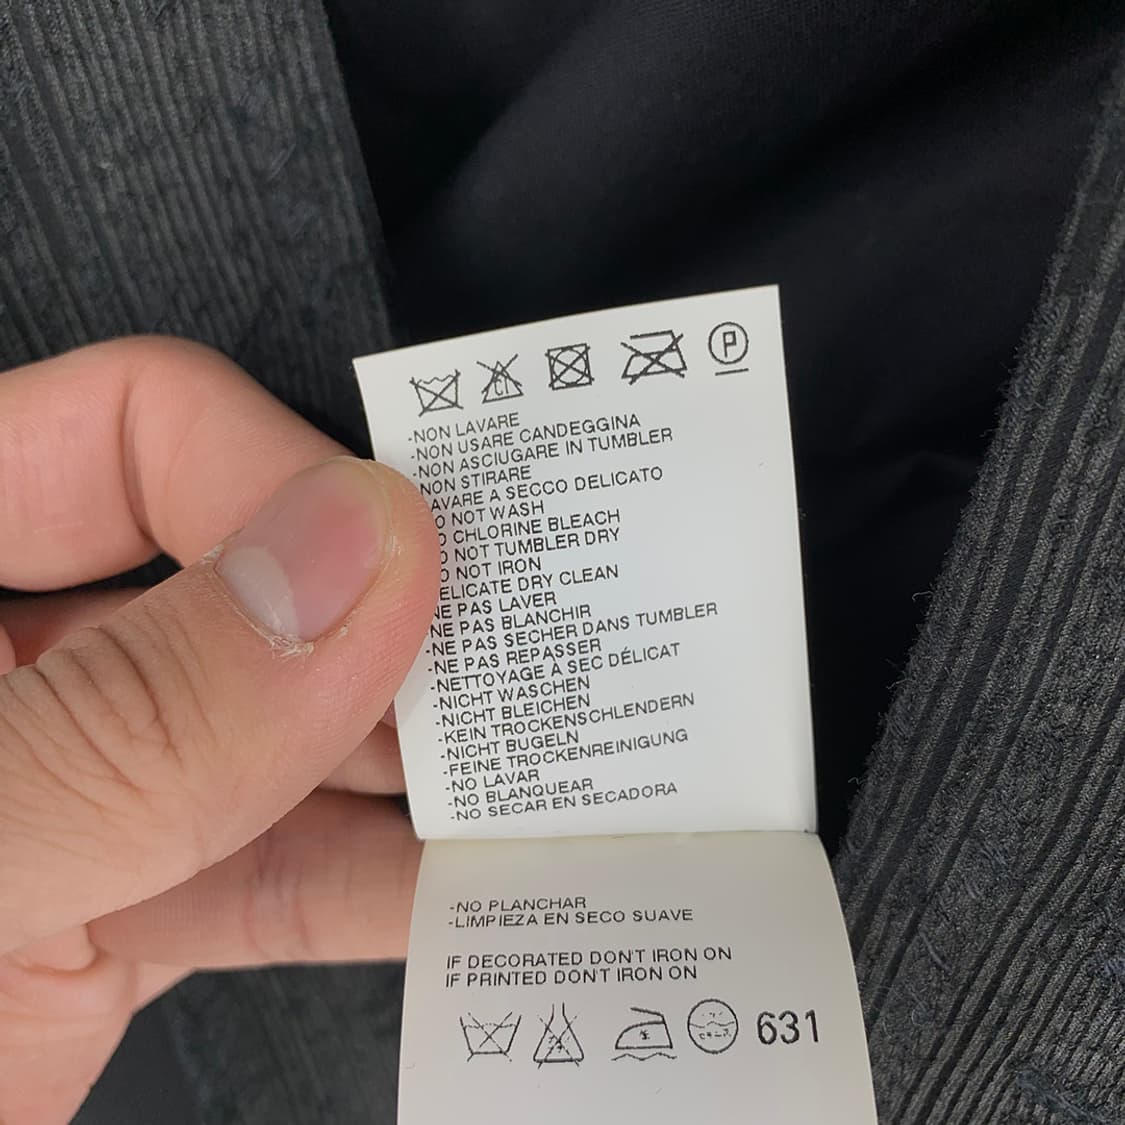 CL
P
-NON LAVARE
-NON USARE CANDEGGINA
-NON ASCIUGARE IN TUMBLER
NON STIRARE
AVARE A SECCO DELICATO
O NOT WASH
O CHLORINE BLEACH
O NOT TUMBLER DRY
O NOT IRON
ELICATE DRY CLEAN
NE PAS LAVER
-NE PAS BLANCHIR
-NE PAS SECHER DANS TUMBLER
-NE PAS REPASSER
-NETTOYAGE À SEC DÉLICAT
-NICHT WASCHEN
-NICHT BLEICHEN
-KEIN TROCKENSCHLENDERN
-NICHT BUGELN
-FEINE TROCKENREINIGUNG
-NO LAVAR
-NO BLANQUEAR
-NO SECAR EN SECADORA
-NO PLANCHAR
-LIMPIEZA EN SECO SUAVE
IF DECORATED DON'T IRON ON
IF PRINTED DON'T IRON ON
631